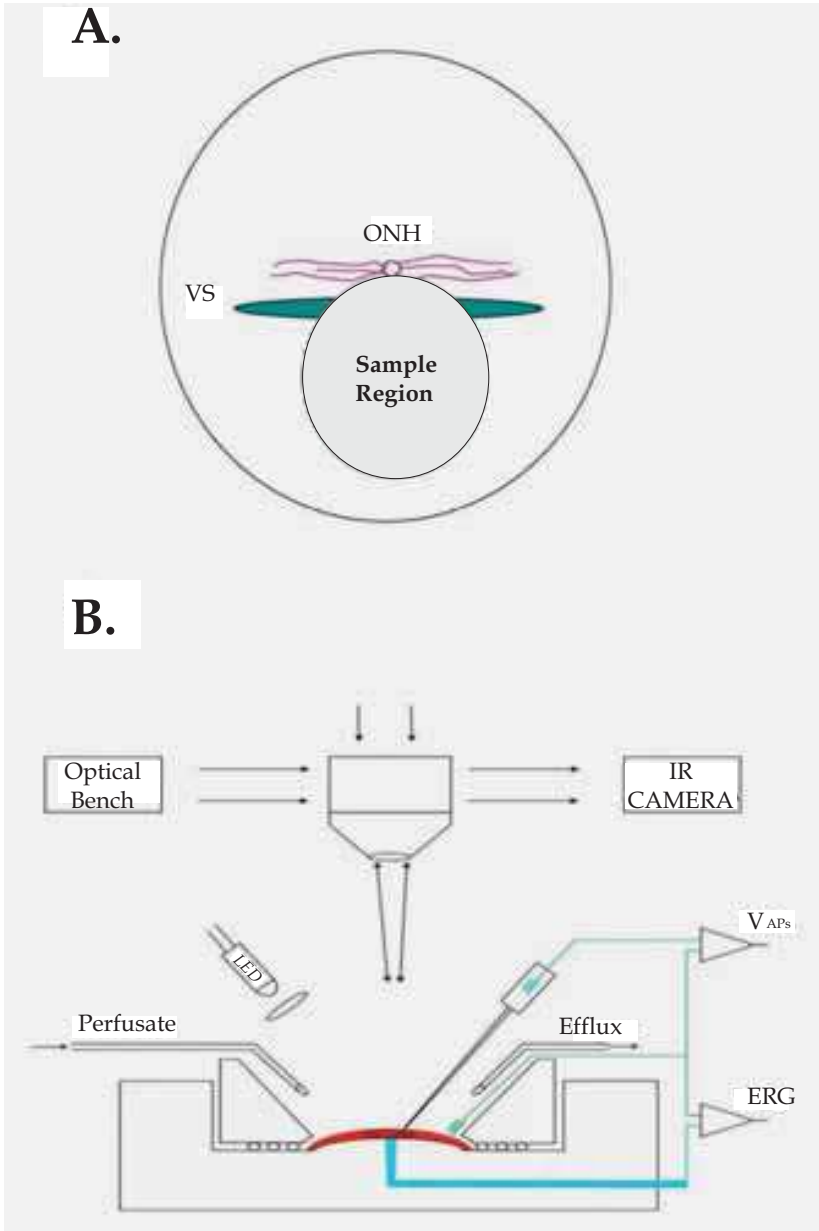 A.
ONH
VS
Sample
Region
B.
Optical
Bench
IR
CAMERA
V APs
LED
Perfusate
Efflux
ERG